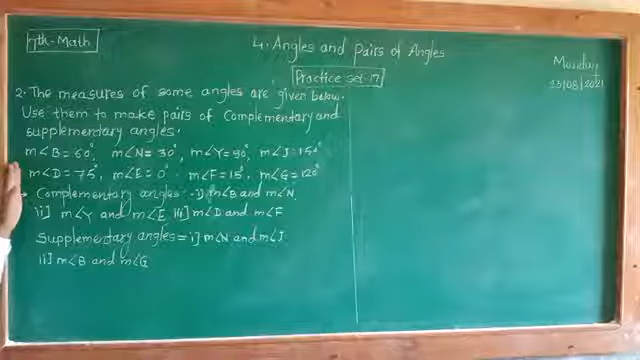 7th-Math
4. Angles and Pairs of Angles
Practice set-17
Monday
23/08/2021
2. The measures of some angles are given below.
Use them to make pairs of Complementary and
supplementary angles.
m∠B=60°, m∠N=30°, m∠Y=90°, m∠J=150°
m∠D=75°, m∠E=0°, m∠F=15°, m∠G=120°
→ Complementary angles :-i] m∠B and m∠N.
ii] m∠Y and m∠E iii] m∠D and m∠F
Supplementary angles = i] m∠N and m∠J
ii] m∠B and m∠G